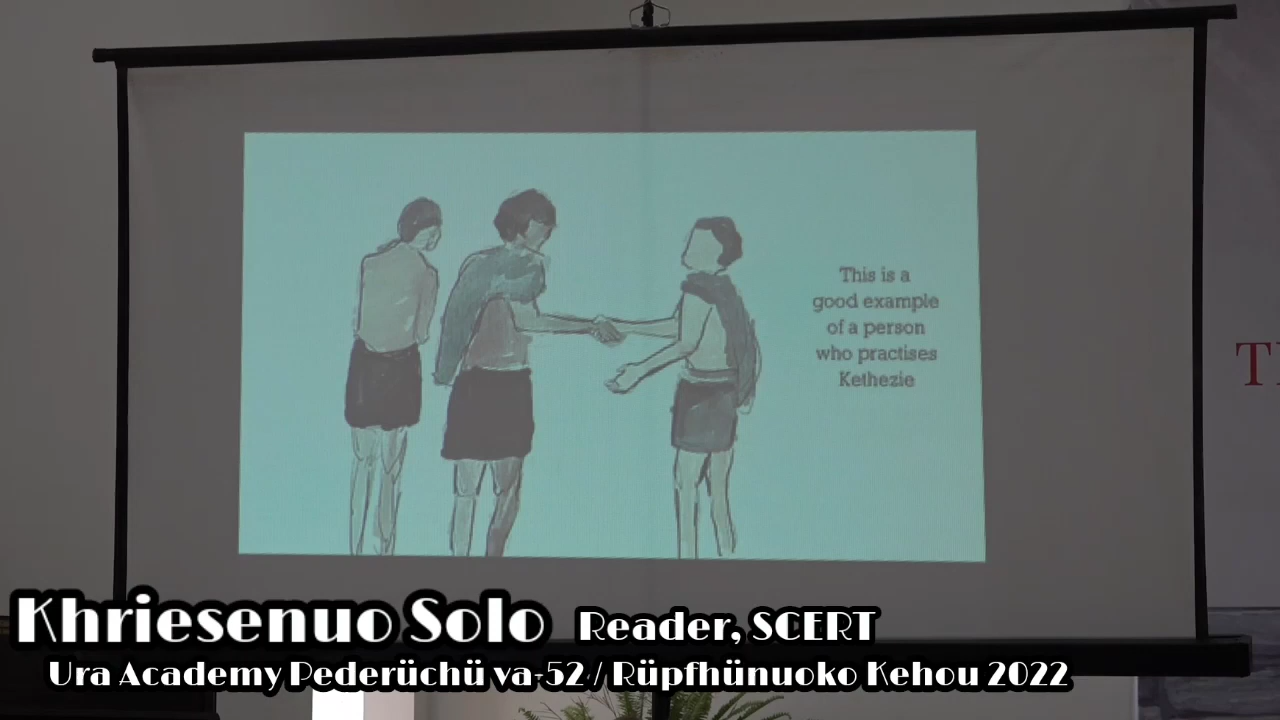 This is a
good example
of a person
who practises
Kethezie
Khriesenuo Solo Reader, SCERT
Ura Academy Pederüchü va-52 / Rüpfhünuoko Kehou 2022